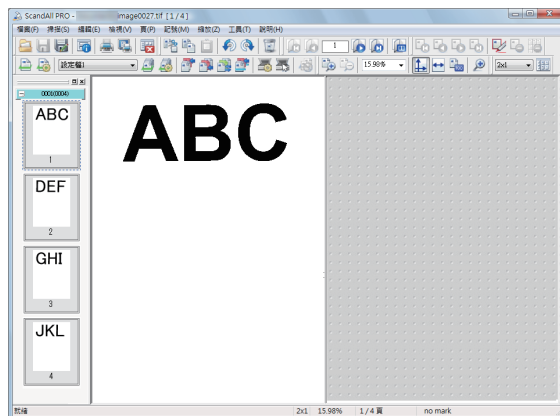 ScandAll PRO - image0027.tif [ 1 / 4 ]
檔案(F) 掃描(S) 編輯(E) 檢視(V) 頁(P) 記號(M) 縮放(Z) 工具(T) 說明(H)
1
設定檔1 15.98% 2x1
0001(0004)
ABC
1
DEF
2
GHI
3
JKL
4
ABC
就緒 2x1 15.98% 1 / 4 頁 no mark